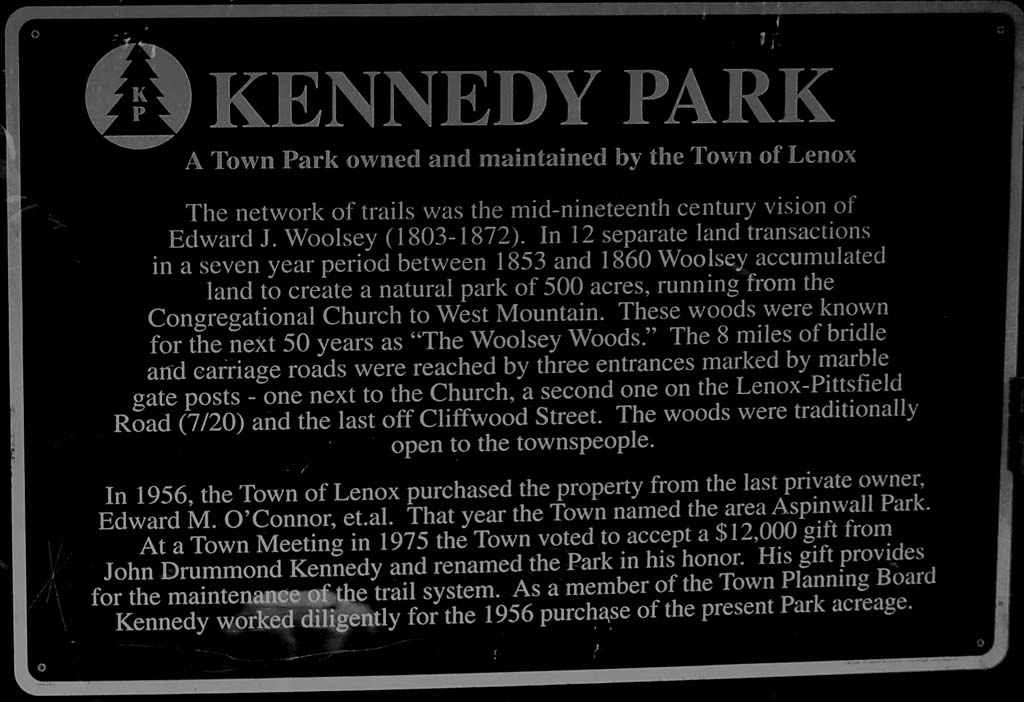 K
P
KENNEDY PARK
A Town Park owned and maintained by the Town of Lenox
The network of trails was the mid-nineteenth century vision of
Edward J. Woolsey (1803-1872). In 12 separate land transactions
in a seven year period between 1853 and 1860 Woolsey accumulated
land to create a natural park of 500 acres, running from the
Congregational Church to West Mountain. These woods were known
for the next 50 years as “The Woolsey Woods.” The 8 miles of bridle
and carriage roads were reached by three entrances marked by marble
gate posts - one next to the Church, a second one on the Lenox-Pittsfield
Road (7/20) and the last off Cliffwood Street. The woods were traditionally
open to the townspeople.
In 1956, the Town of Lenox purchased the property from the last private owner,
Edward M. O’Connor, et.al. That year the Town named the area Aspinwall Park.
At a Town Meeting in 1975 the Town voted to accept a $12,000 gift from
John Drummond Kennedy and renamed the Park in his honor. His gift provides
for the maintenance of the trail system. As a member of the Town Planning Board
Kennedy worked diligently for the 1956 purchase of the present Park acreage.